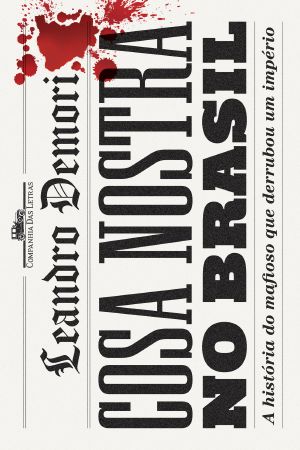 COMPANHIA DAS LETRAS
Leandro Demori
COSA NOSTRA
NO BRASIL
A história do mafioso que derrubou um império